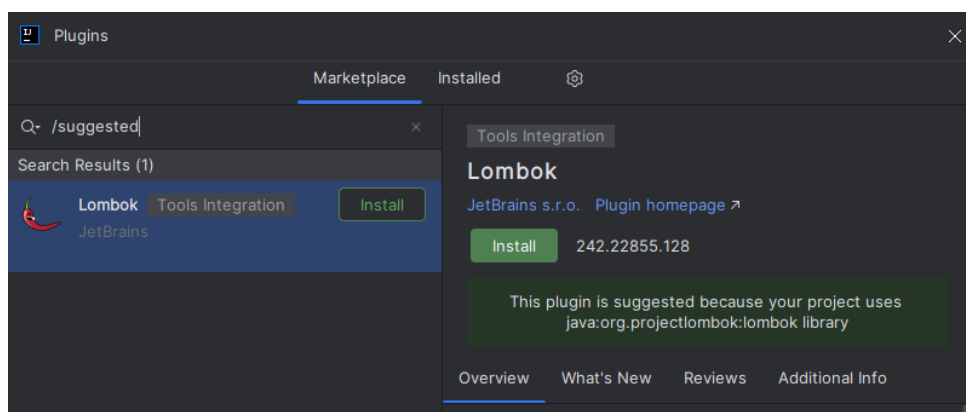 Plugins
Marketplace Installed
/suggested
Search Results (1)
Lombok Tools Integration Install
JetBrains
Tools Integration
Lombok
JetBrains s.r.o. Plugin homepage ↗
Install 242.22855.128
This plugin is suggested because your project uses
java:org.projectlombok:lombok library
Overview What's New Reviews Additional Info